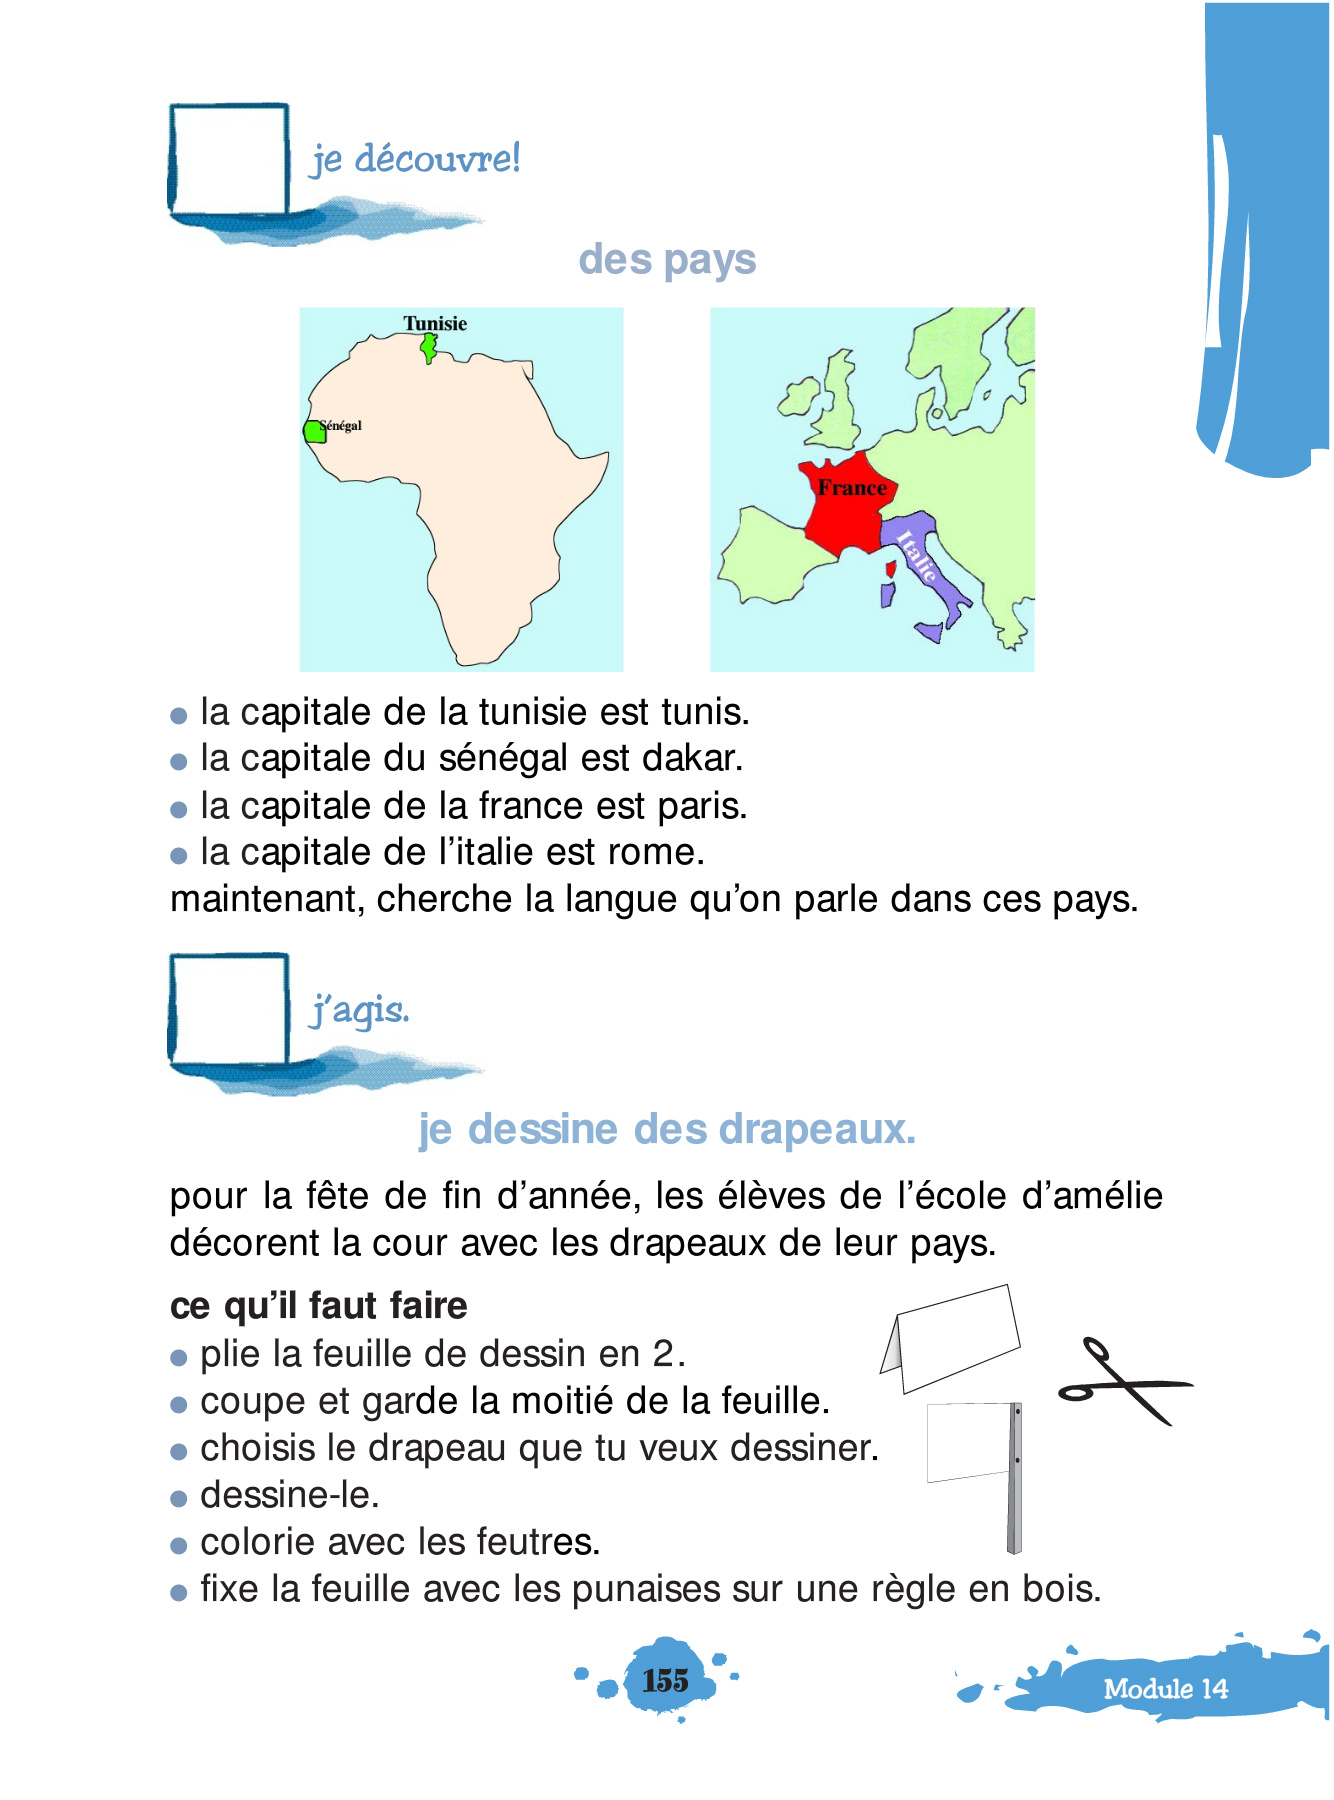 je découvre!
des pays
Tunisie
Sénégal
France
Italie
● la capitale de la tunisie est tunis.
● la capitale du sénégal est dakar.
● la capitale de la france est paris.
● la capitale de l’italie est rome.
maintenant, cherche la langue qu’on parle dans ces pays.
j’agis.
je dessine des drapeaux.
pour la fête de fin d’année, les élèves de l’école d’amélie
décorent la cour avec les drapeaux de leur pays.
ce qu’il faut faire
● plie la feuille de dessin en 2.
● coupe et garde la moitié de la feuille.
● choisis le drapeau que tu veux dessiner.
● dessine-le.
● colorie avec les feutres.
● fixe la feuille avec les punaises sur une règle en bois.
155
Module 14